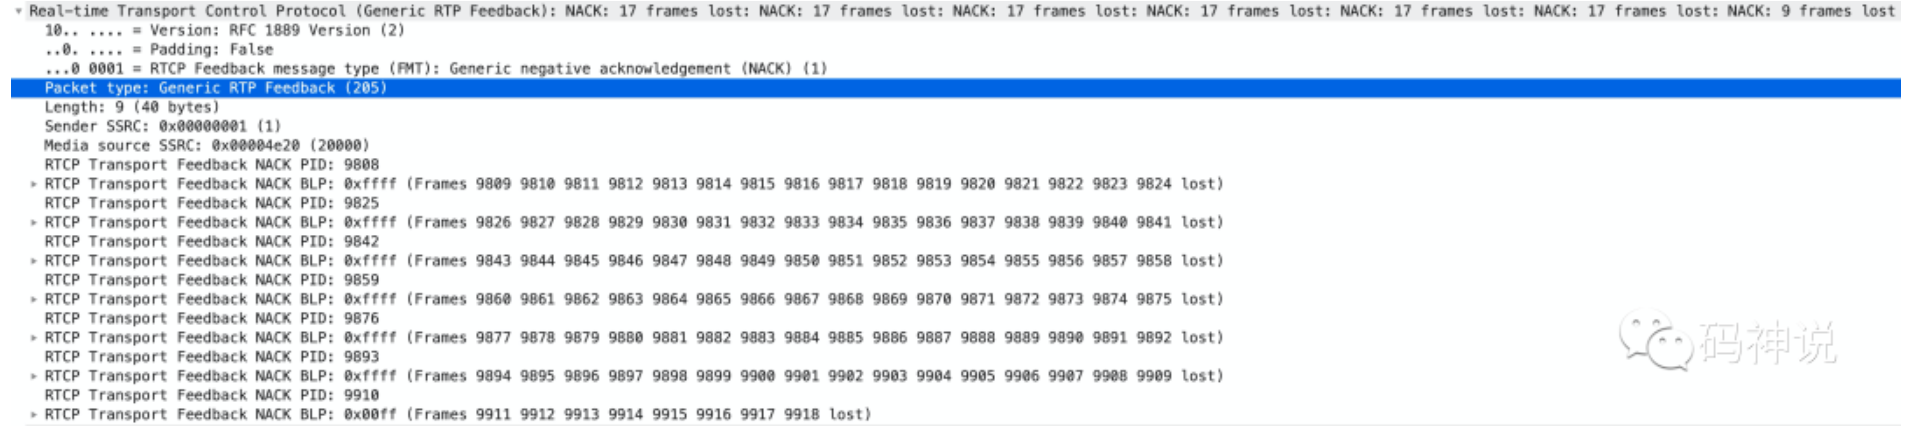 Real-time Transport Control Protocol (Generic RTP Feedback): NACK: 17 frames lost: NACK: 17 frames lost: NACK: 17 frames lost: NACK: 17 frames lost: NACK: 17 frames lost: NACK: 17 frames lost: NACK: 9 frames lost
10.. .... = Version: RFC 1889 Version (2)
..0. .... = Padding: False
...0 0001 = RTCP Feedback message type (FMT): Generic negative acknowledgement (NACK) (1)
Packet type: Generic RTP Feedback (205)
Length: 9 (40 bytes)
Sender SSRC: 0x00000001 (1)
Media source SSRC: 0x00004e20 (20000)
RTCP Transport Feedback NACK PID: 9808
RTCP Transport Feedback NACK BLP: 0xffff (Frames 9809 9810 9811 9812 9813 9814 9815 9816 9817 9818 9819 9820 9821 9822 9823 9824 lost)
RTCP Transport Feedback NACK PID: 9825
RTCP Transport Feedback NACK BLP: 0xffff (Frames 9826 9827 9828 9829 9830 9831 9832 9833 9834 9835 9836 9837 9838 9839 9840 9841 lost)
RTCP Transport Feedback NACK PID: 9842
RTCP Transport Feedback NACK BLP: 0xffff (Frames 9843 9844 9845 9846 9847 9848 9849 9850 9851 9852 9853 9854 9855 9856 9857 9858 lost)
RTCP Transport Feedback NACK PID: 9859
RTCP Transport Feedback NACK BLP: 0xffff (Frames 9860 9861 9862 9863 9864 9865 9866 9867 9868 9869 9870 9871 9872 9873 9874 9875 lost)
RTCP Transport Feedback NACK PID: 9876
RTCP Transport Feedback NACK BLP: 0xffff (Frames 9877 9878 9879 9880 9881 9882 9883 9884 9885 9886 9887 9888 9889 9890 9891 9892 lost)
RTCP Transport Feedback NACK PID: 9893
RTCP Transport Feedback NACK BLP: 0xffff (Frames 9894 9895 9896 9897 9898 9899 9900 9901 9902 9903 9904 9905 9906 9907 9908 9909 lost)
RTCP Transport Feedback NACK PID: 9910
RTCP Transport Feedback NACK BLP: 0x00ff (Frames 9911 9912 9913 9914 9915 9916 9917 9918 lost)
码神说